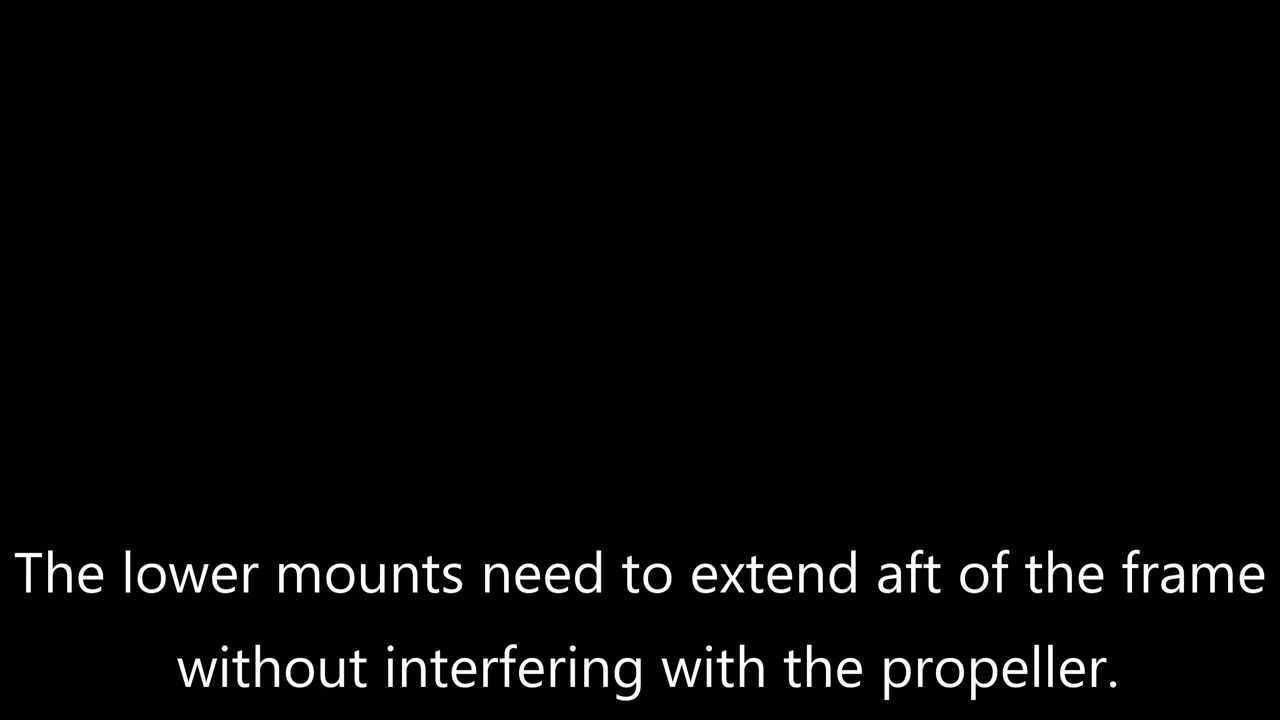 The lower mounts need to extend aft of the frame
without interfering with the propeller.